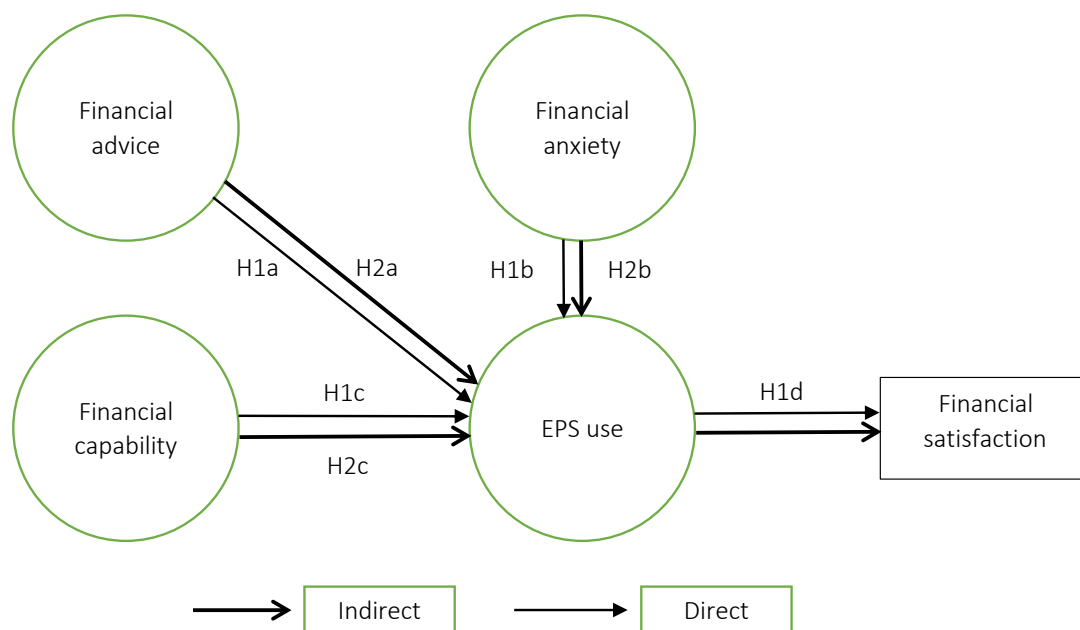 Financial
advice
Financial
anxiety
H1a
H2a
H1b
H2b
Financial
capability
H1c
H2c
EPS use
H1d
Financial
satisfaction
Indirect
Direct